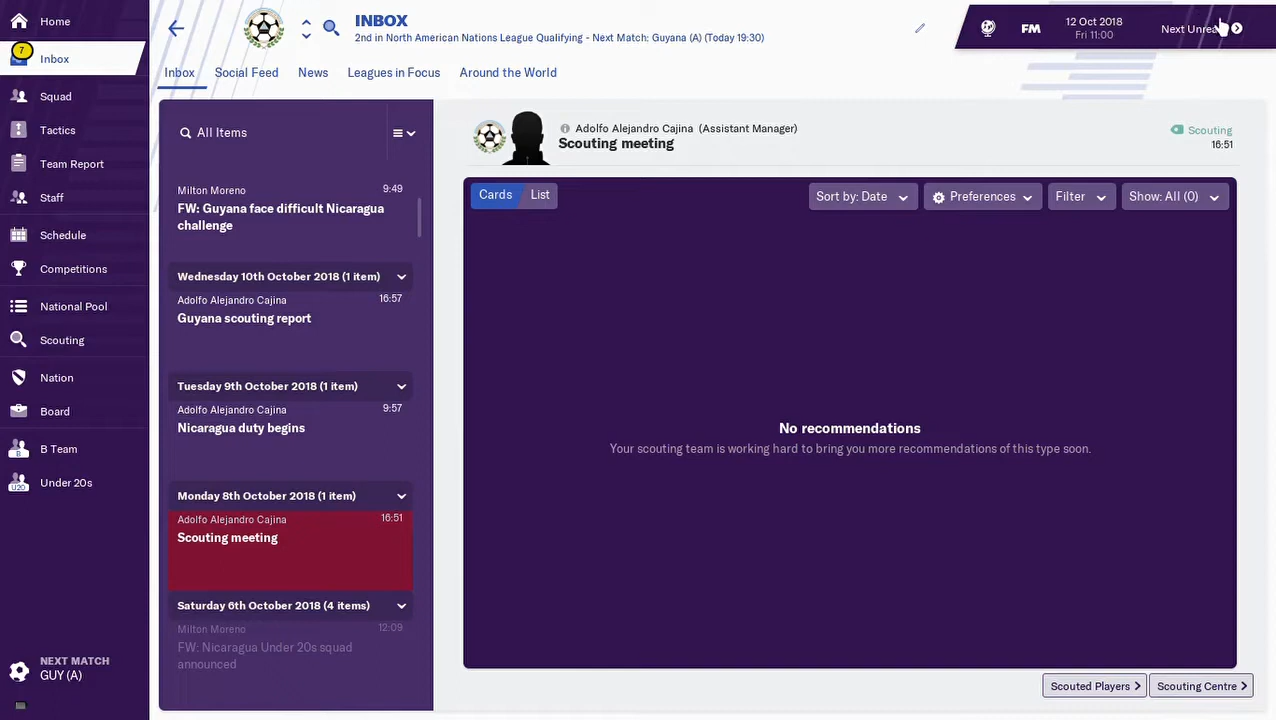 Home
7
Inbox
Squad
Tactics
Team Report
Staff
Schedule
Competitions
National Pool
Scouting
Nation
Board
B
B Team
U20
Under 20s
NEXT MATCH
GUY (A)
INBOX
2nd in North American Nations League Qualifying - Next Match: Guyana (A) (Today 19:30)
FM
12 Oct 2018
Fri 11:00
Next
Inbox Social Feed News Leagues in Focus Around the World
All Items
Milton Moreno 9:49
FW: Guyana face difficult Nicaragua
challenge
Wednesday 10th October 2018 (1 item)
Adolfo Alejandro Cajina 16:57
Guyana scouting report
Tuesday 9th October 2018 (1 item)
Adolfo Alejandro Cajina 9:57
Nicaragua duty begins
Monday 8th October 2018 (1 item)
Adolfo Alejandro Cajina 16:51
Scouting meeting
Saturday 6th October 2018 (4 items)
Milton Moreno 12:09
FW: Nicaragua Under 20s squad
announced
Adolfo Alejandro Cajina (Assistant Manager)
Scouting meeting
Scouting
16:51
Cards List
Sort by: Date Preferences Filter Show: All (0)
No recommendations
Your scouting team is working hard to bring you more recommendations of this type soon.
Scouted Players Scouting Centre